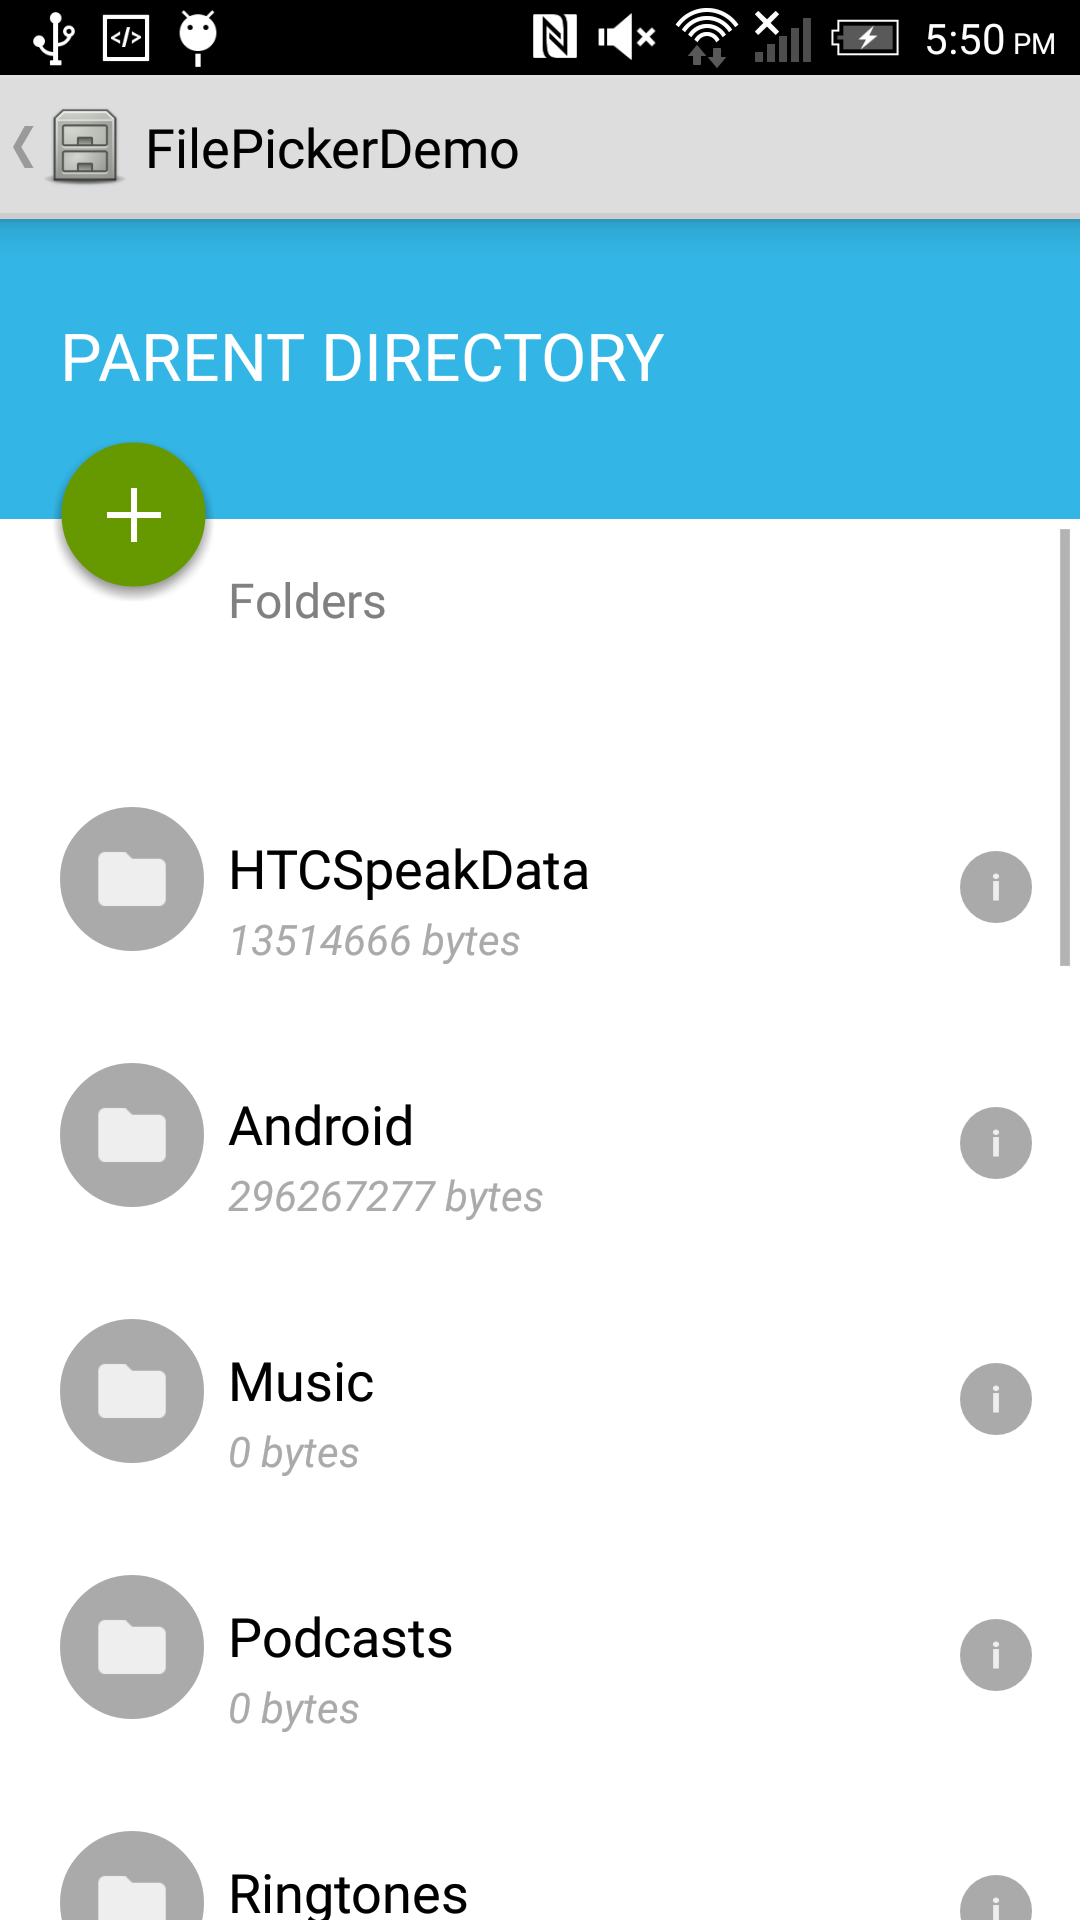 5:50 PM
FilePickerDemo
PARENT DIRECTORY
Folders
HTCSpeakData
13514666 bytes
Android
296267277 bytes
Music
0 bytes
Podcasts
0 bytes
Ringtones